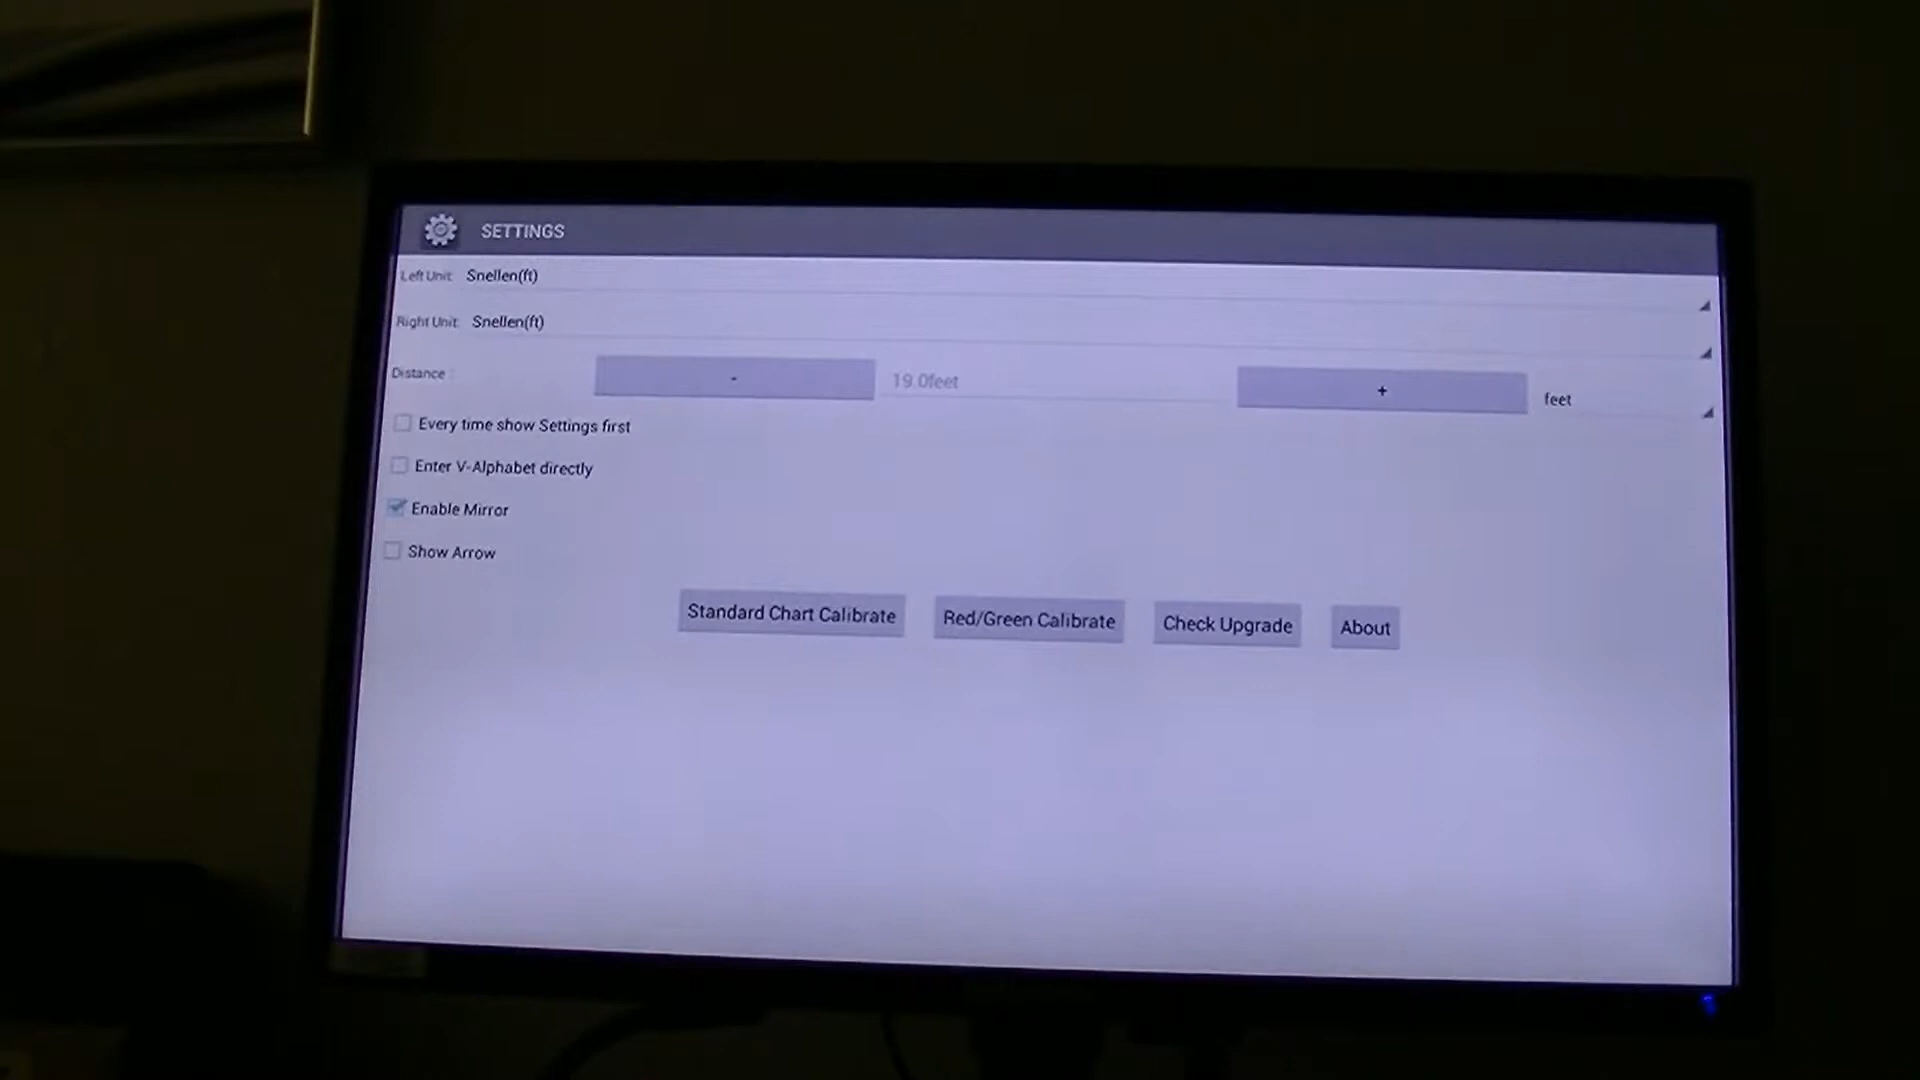 SETTINGS
Left Unit: Snellen(ft)
Right Unit: Snellen(ft)
Distance : - 19.0feet + feet
Every time show Settings first
Enter V-Alphabet directly
Enable Mirror
Show Arrow
Standard Chart Calibrate Red/Green Calibrate Check Upgrade About